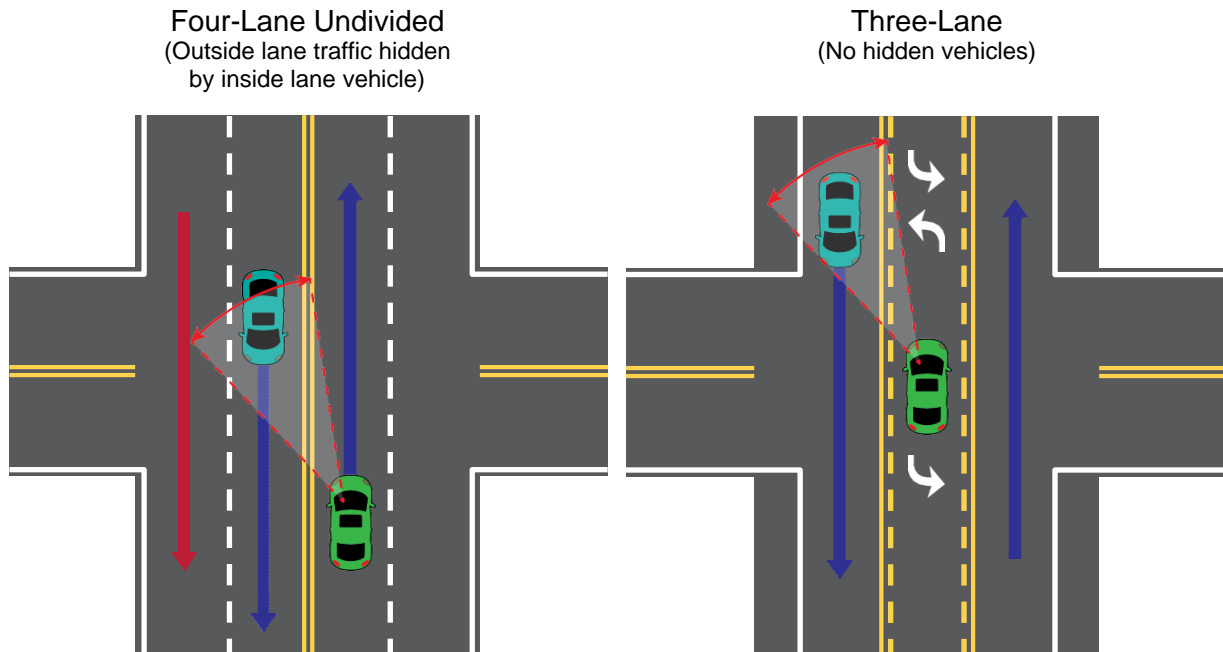 Four-Lane Undivided
(Outside lane traffic hidden
by inside lane vehicle)
Three-Lane
(No hidden vehicles)